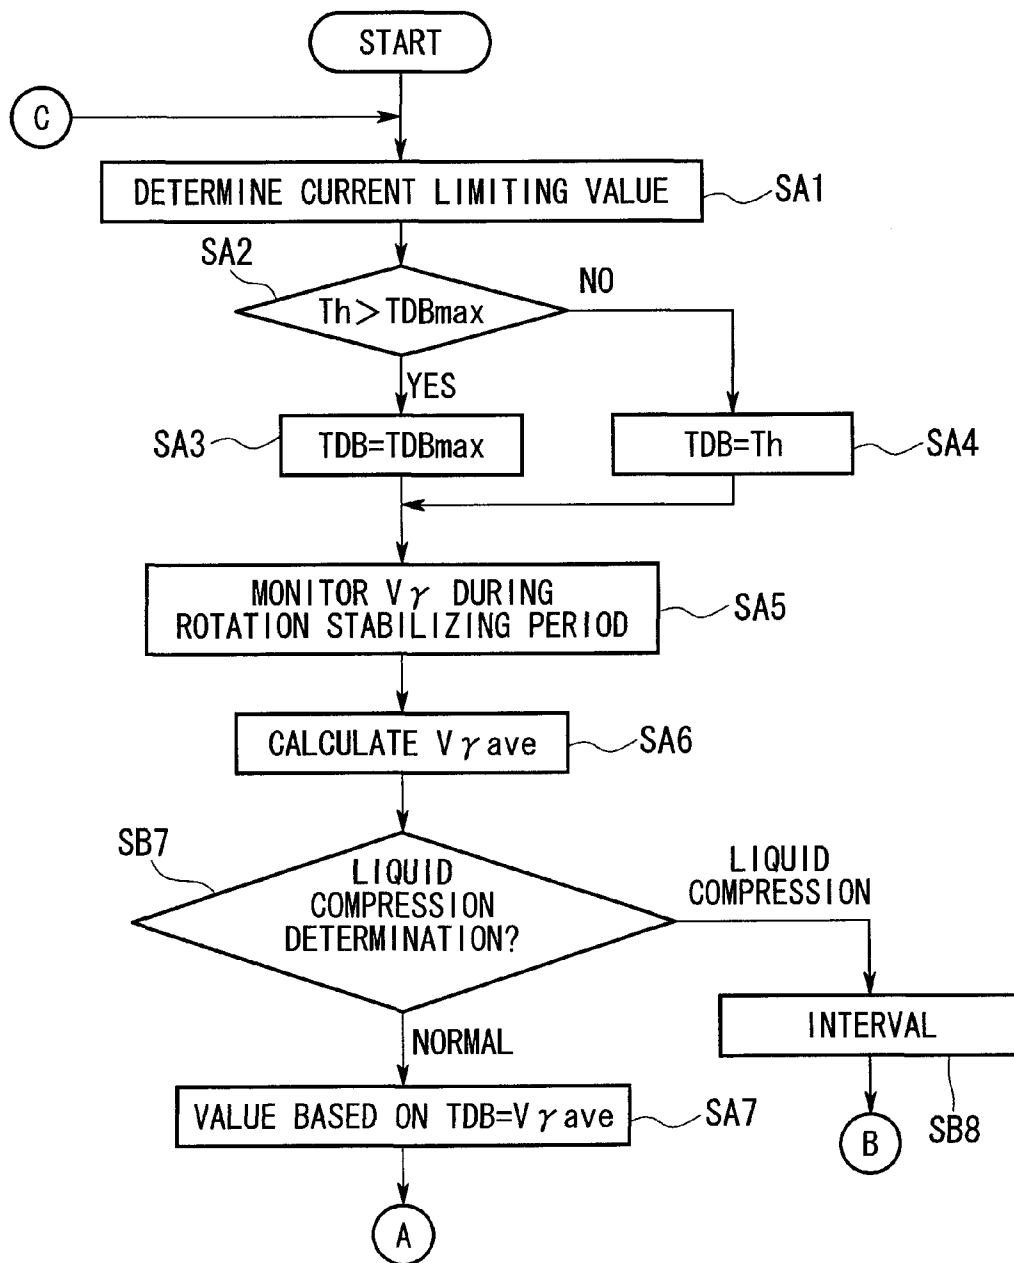 START
C
DETERMINE CURRENT LIMITING VALUE
SA1
SA2
Th>TDBmax
NO
YES
SA3
TDB=TDBmax
TDB=Th
SA4
MONITOR Vγ DURING
ROTATION STABILIZING PERIOD
SA5
CALCULATE Vγave
SA6
SB7
LIQUID
COMPRESSION
DETERMINATION?
LIQUID
COMPRESSION
NORMAL
INTERVAL
SB8
VALUE BASED ON TDB=Vγave
SA7
B
A